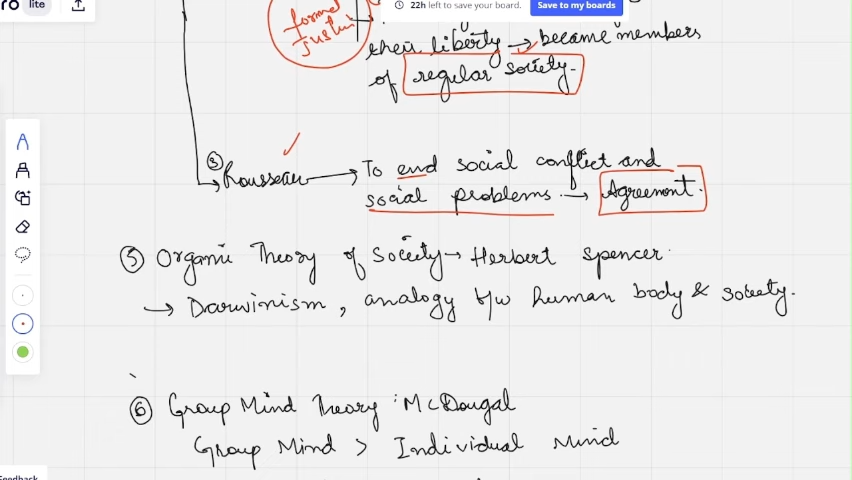 ro lite
22h left to save your board. Save to my boards
formal
justin
their liberty → became members
of regular society.
③ Rousseau → To end social conflict and
social problems → Agreement.
⑤ Organic Theory of Society → Herbert Spencer.
→ Darwinism, analogy b/w human body & society.
⑥ Group Mind Theory : McDougal
Group Mind > Individual Mind
Feedback